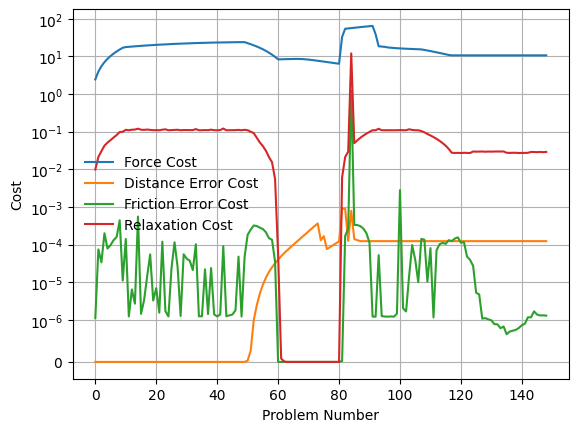 10²
10¹
10⁰
10⁻¹
10⁻²
10⁻³
10⁻⁴
10⁻⁵
10⁻⁶
0
Cost
Force Cost
Distance Error Cost
Friction Error Cost
Relaxation Cost
0 20 40 60 80 100 120 140
Problem Number